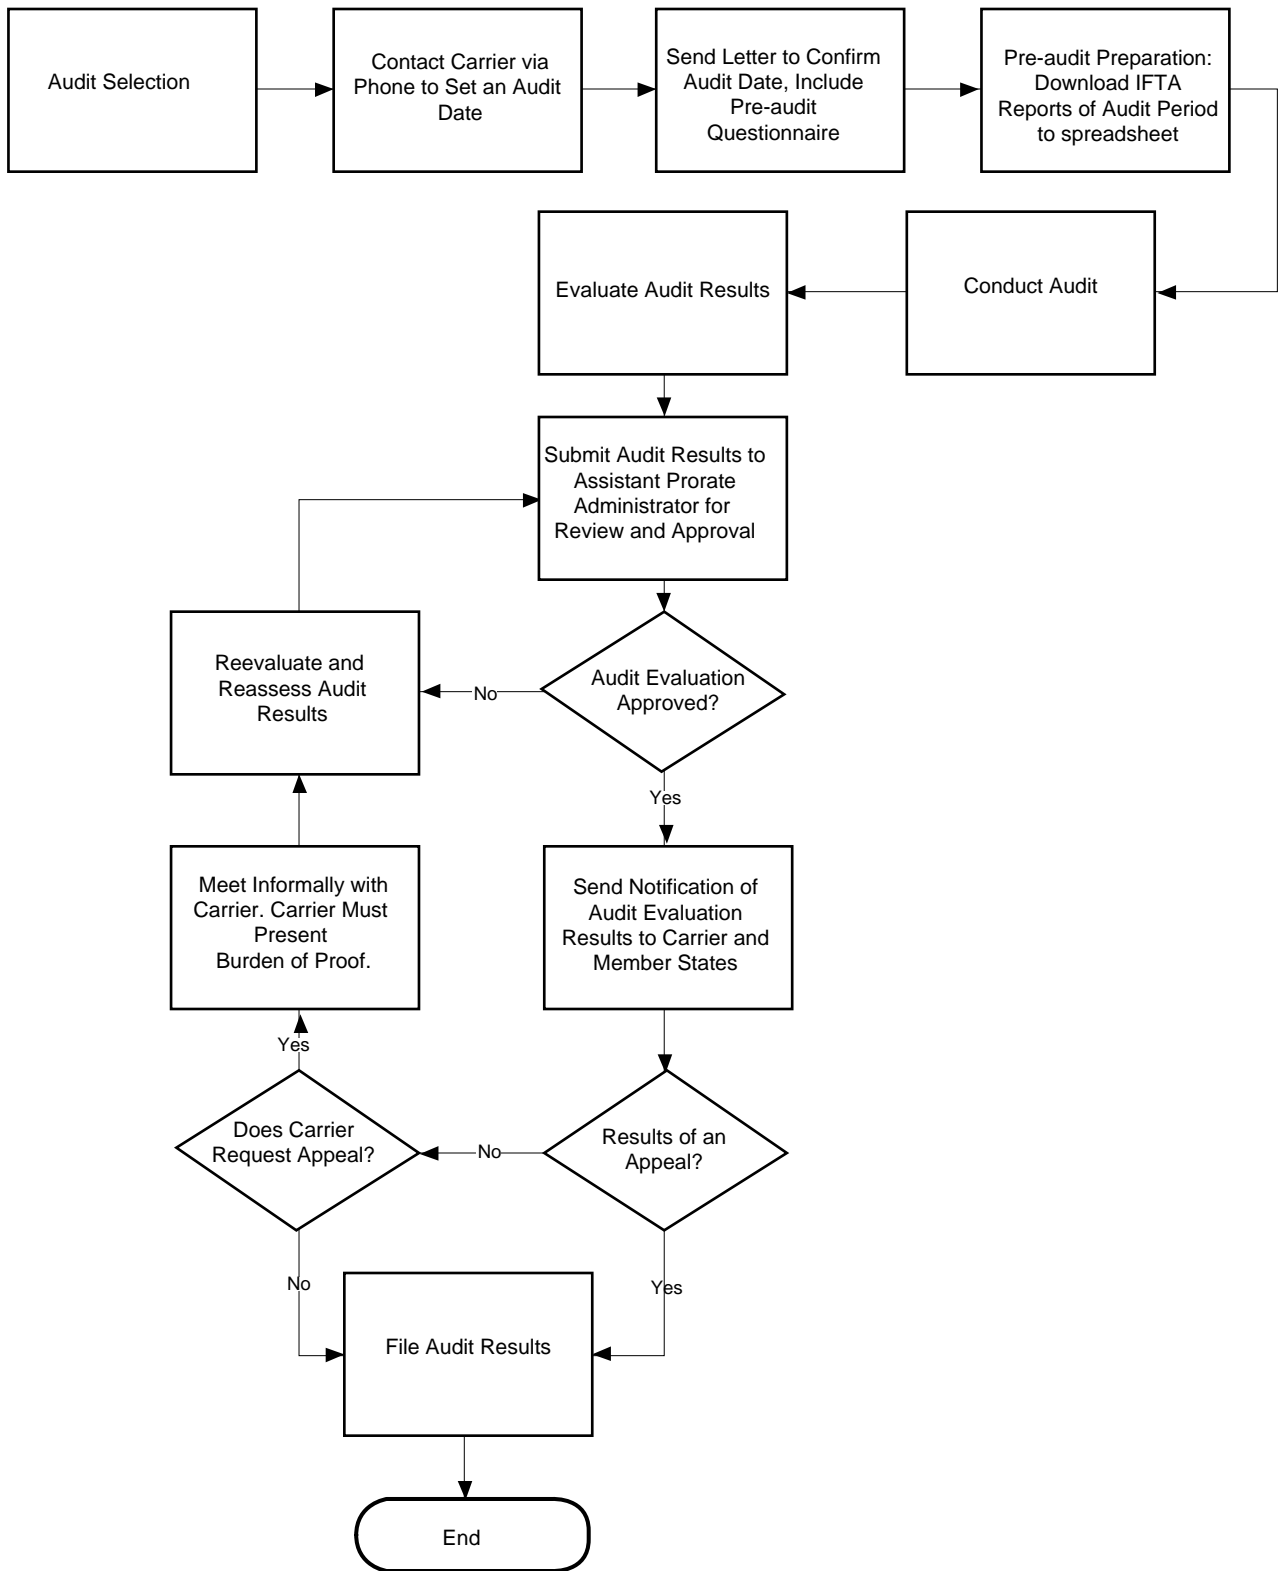 Audit Selection
Contact Carrier via
Phone to Set an Audit
Date
Send Letter to Confirm
Audit Date, Include
Pre-audit
Questionnaire
Pre-audit Preparation:
Download IFTA
Reports of Audit Period
to spreadsheet
Evaluate Audit Results
Conduct Audit
Submit Audit Results to
Assistant Prorate
Administrator for
Review and Approval
Reevaluate and
Reassess Audit
Results
No
Audit Evaluation
Approved?
Yes
Meet Informally with
Carrier. Carrier Must
Present
Burden of Proof.
Send Notification of
Audit Evaluation
Results to Carrier and
Member States
Yes
Does Carrier
Request Appeal?
No
Results of an
Appeal?
No
Yes
File Audit Results
End